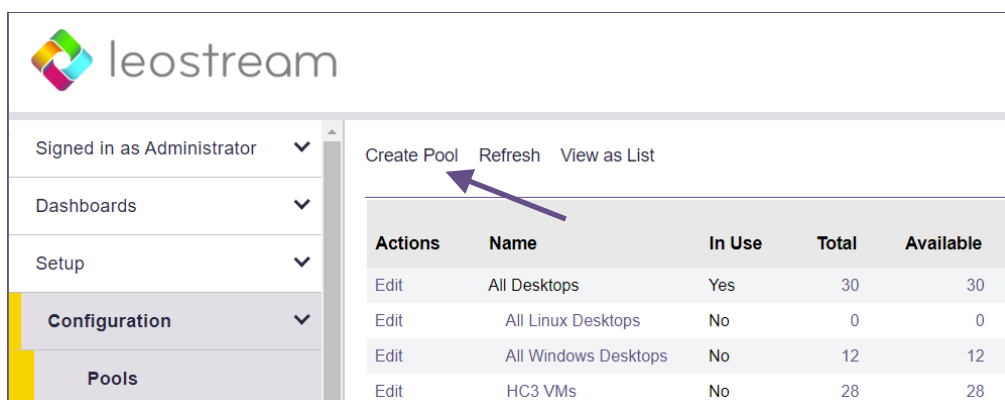 leostream
Signed in as Administrator
Dashboards
Setup
Configuration
Pools
Create Pool Refresh View as List
Actions Name In Use Total Available
Edit All Desktops Yes 30 30
Edit All Linux Desktops No 0 0
Edit All Windows Desktops No 12 12
Edit HC3 VMs No 28 28